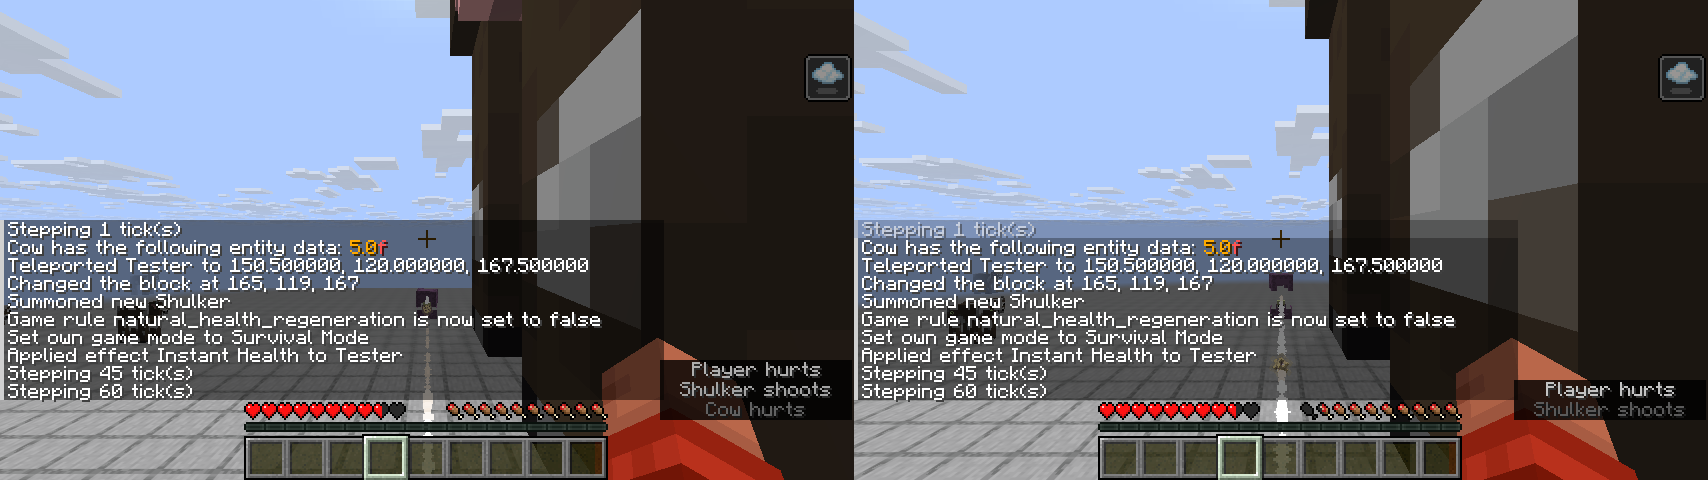 Stepping 1 tick(s)
Cow has the following entity data: 5.0f
Teleported Tester to 150.500000, 120.000000, 167.500000
Changed the block at 165, 119, 167
Summoned new Shulker
Game rule natural_health_regeneration is now set to false
Set own game mode to Survival Mode
Applied effect Instant Health to Tester
Stepping 45 tick(s)
Stepping 60 tick(s)
Player hurts
Shulker shoots
Cow hurts
Stepping 1 tick(s)
Cow has the following entity data: 5.0f
Teleported Tester to 150.500000, 120.000000, 167.500000
Changed the block at 165, 119, 167
Summoned new Shulker
Game rule natural_health_regeneration is now set to false
Set own game mode to Survival Mode
Applied effect Instant Health to Tester
Stepping 45 tick(s)
Stepping 60 tick(s)
Player hurts
Shulker shoots